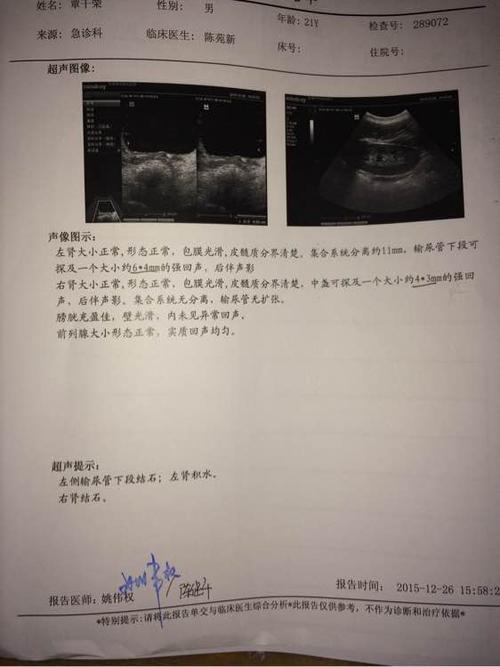 姓名: 章千荣 性别: 男 年龄: 21Y 检查号: 289072
来源: 急诊科 临床医生: 陈苑新 床号: 住院号:
超声图像:
声像图示:
左肾大小正常,形态正常, 包膜光滑,皮髓质分界清楚。集合系统分离约11mm, 输尿管下段可
探及一个大小约6*4mm的强回声, 后伴声影
右肾大小正常, 形态正常, 包膜光滑, 皮髓质分界清楚, 中盏可探及一个大小约4*3mm的强回
声、后伴声影。集合系统无分离, 输尿管无扩张。
膀胱充盈佳, 壁光滑, 内未见异常回声。
前列腺大小形态正常, 实质回声均匀。
超声提示:
左侧输尿管下段结石; 左肾积水。
右肾结石。
报告医师: 姚伟权 报告时间: 2015-12-26 15:58:2
*特别提示:请将此报告单交与临床医生综合分析*此报告仅供参考, 不作为诊断和治疗依据*